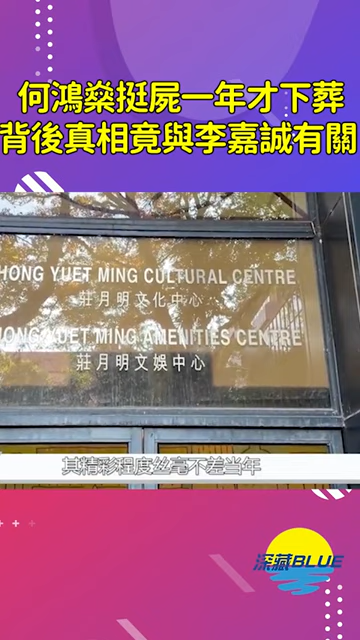 何鴻燊挺屍一年才下葬
背後真相竟與李嘉誠有關
HONG YUET MING CULTURAL CENTRE
莊月明文化中心
ONG YUET MING AMENITIES CENTRE
莊月明文娛中心
其精彩程度丝毫不差当年
深藏BLUE